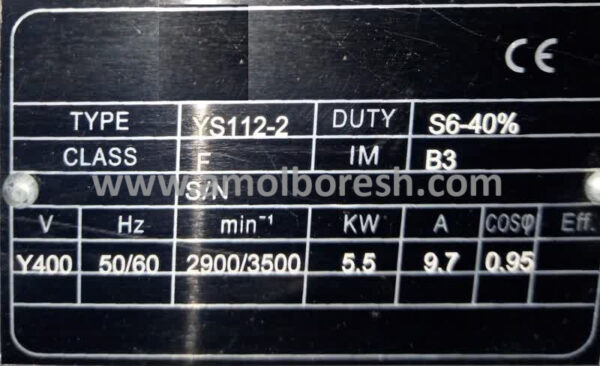 CE
TYPE YS112-2 DUTY S6-40%
CLASS F IM B3
www.amolboresh.com
S/N
V Hz min⁻¹ KW A COSφ Eff.
Y400 50/60 2900/3500 5.5 9.7 0.95